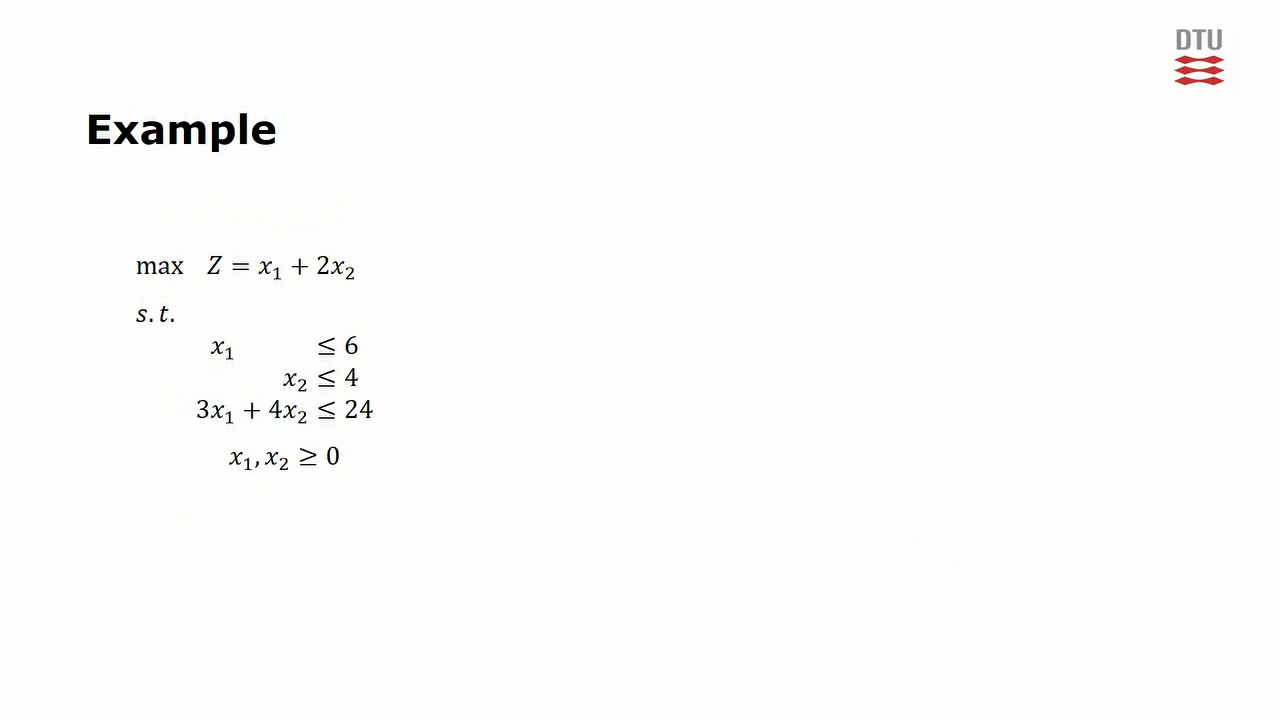 DTU
Example
max Z = x₁ + 2x₂
s.t.
x₁ ≤ 6
x₂ ≤ 4
3x₁ + 4x₂ ≤ 24
x₁, x₂ ≥ 0